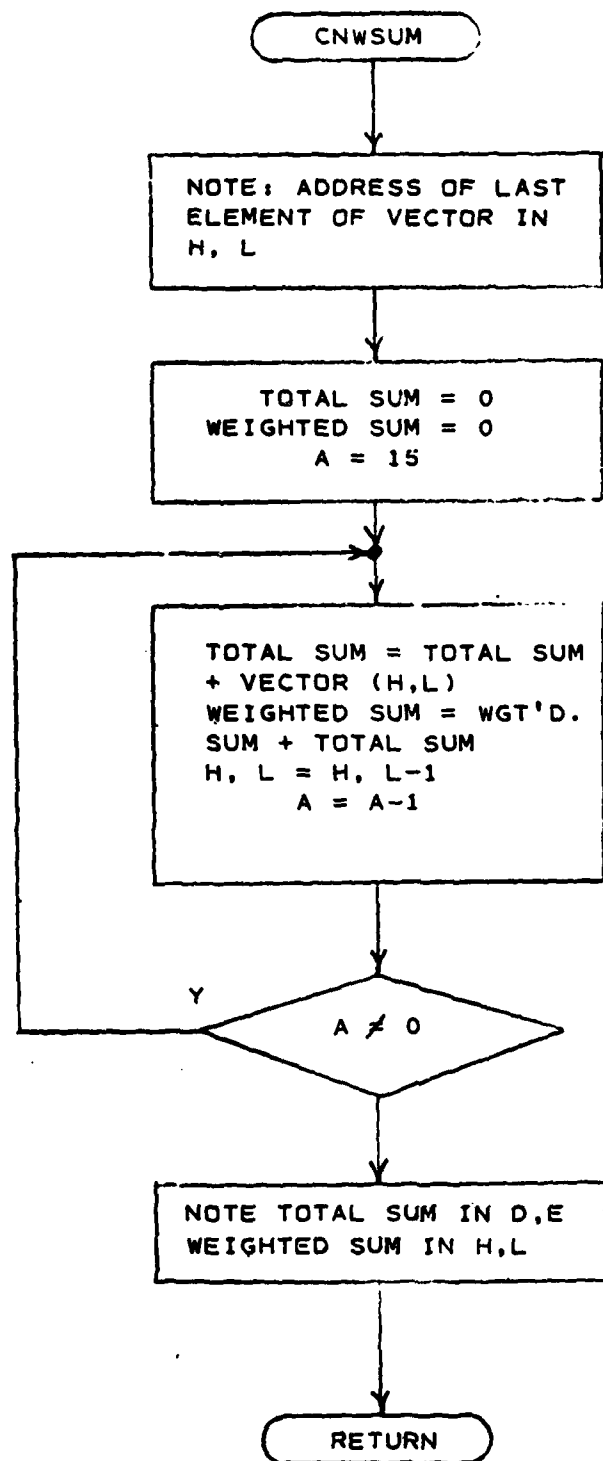 CNWSUM
NOTE: ADDRESS OF LAST
ELEMENT OF VECTOR IN
H, L
TOTAL SUM = 0
WEIGHTED SUM = 0
A = 15
TOTAL SUM = TOTAL SUM
+ VECTOR (H,L)
WEIGHTED SUM = WGT'D.
SUM + TOTAL SUM
H, L = H, L-1
A = A-1
Y
A ≠ 0
NOTE TOTAL SUM IN D,E
WEIGHTED SUM IN H,L
RETURN